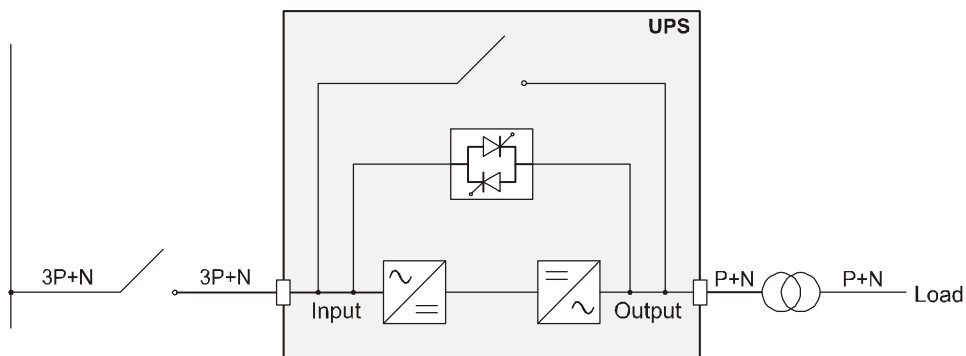 UPS
3P+N
3P+N
Input
Output
P+N
P+N
Load